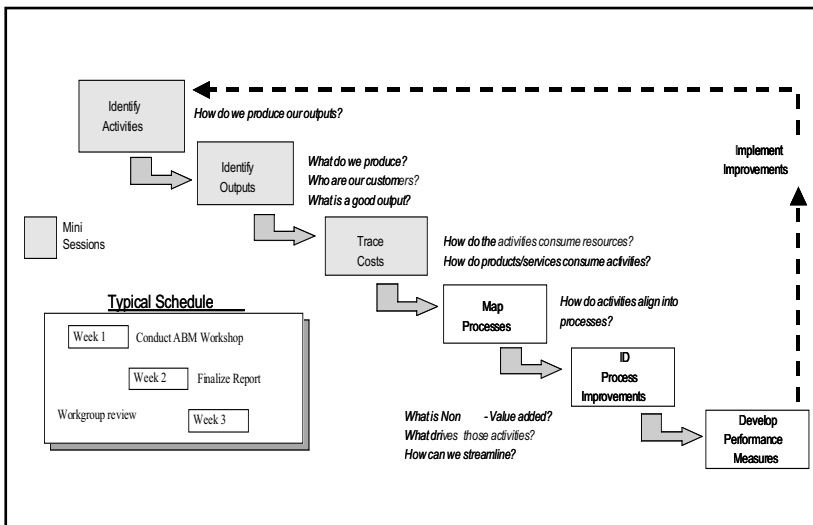 Identify
Activities
How do we produce our outputs?
Identify
Outputs
What do we produce?
Who are our customers?
What is a good output?
Implement
Improvements
Mini
Sessions
Trace
Costs
How do the activities consume resources?
How do products/services consume activities?
Map
Processes
How do activities align into
processes?
Typical Schedule
Week 1 Conduct ABM Workshop
Week 2 Finalize Report
Workgroup review Week 3
ID
Process
Improvements
What is Non - Value added?
What drives those activities?
How can we streamline?
Develop
Performance
Measures